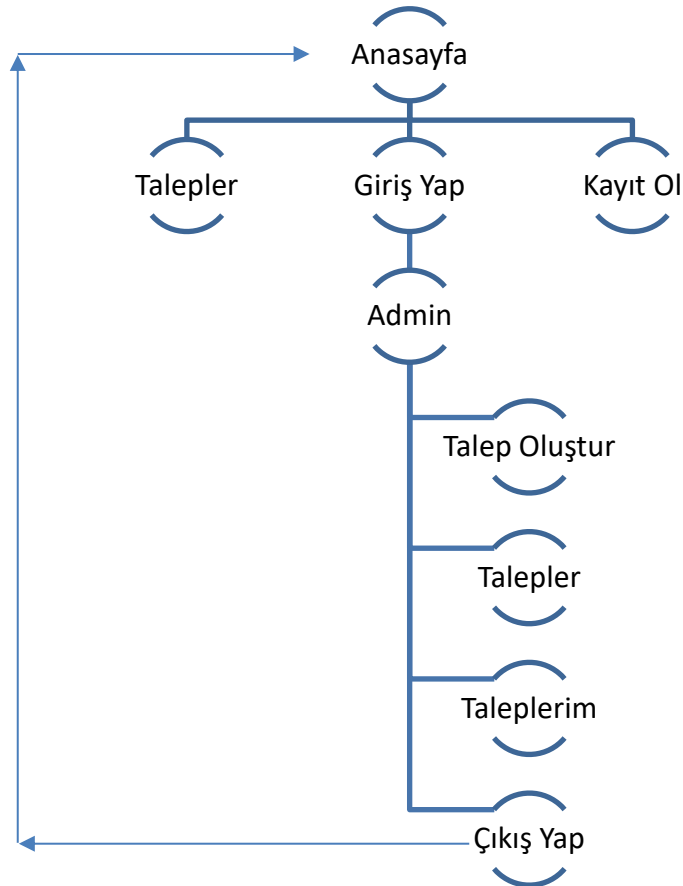 Anasayfa
Talepler
Giriş Yap
Kayıt Ol
Admin
Talep Oluştur
Talepler
Taleplerim
Çıkış Yap